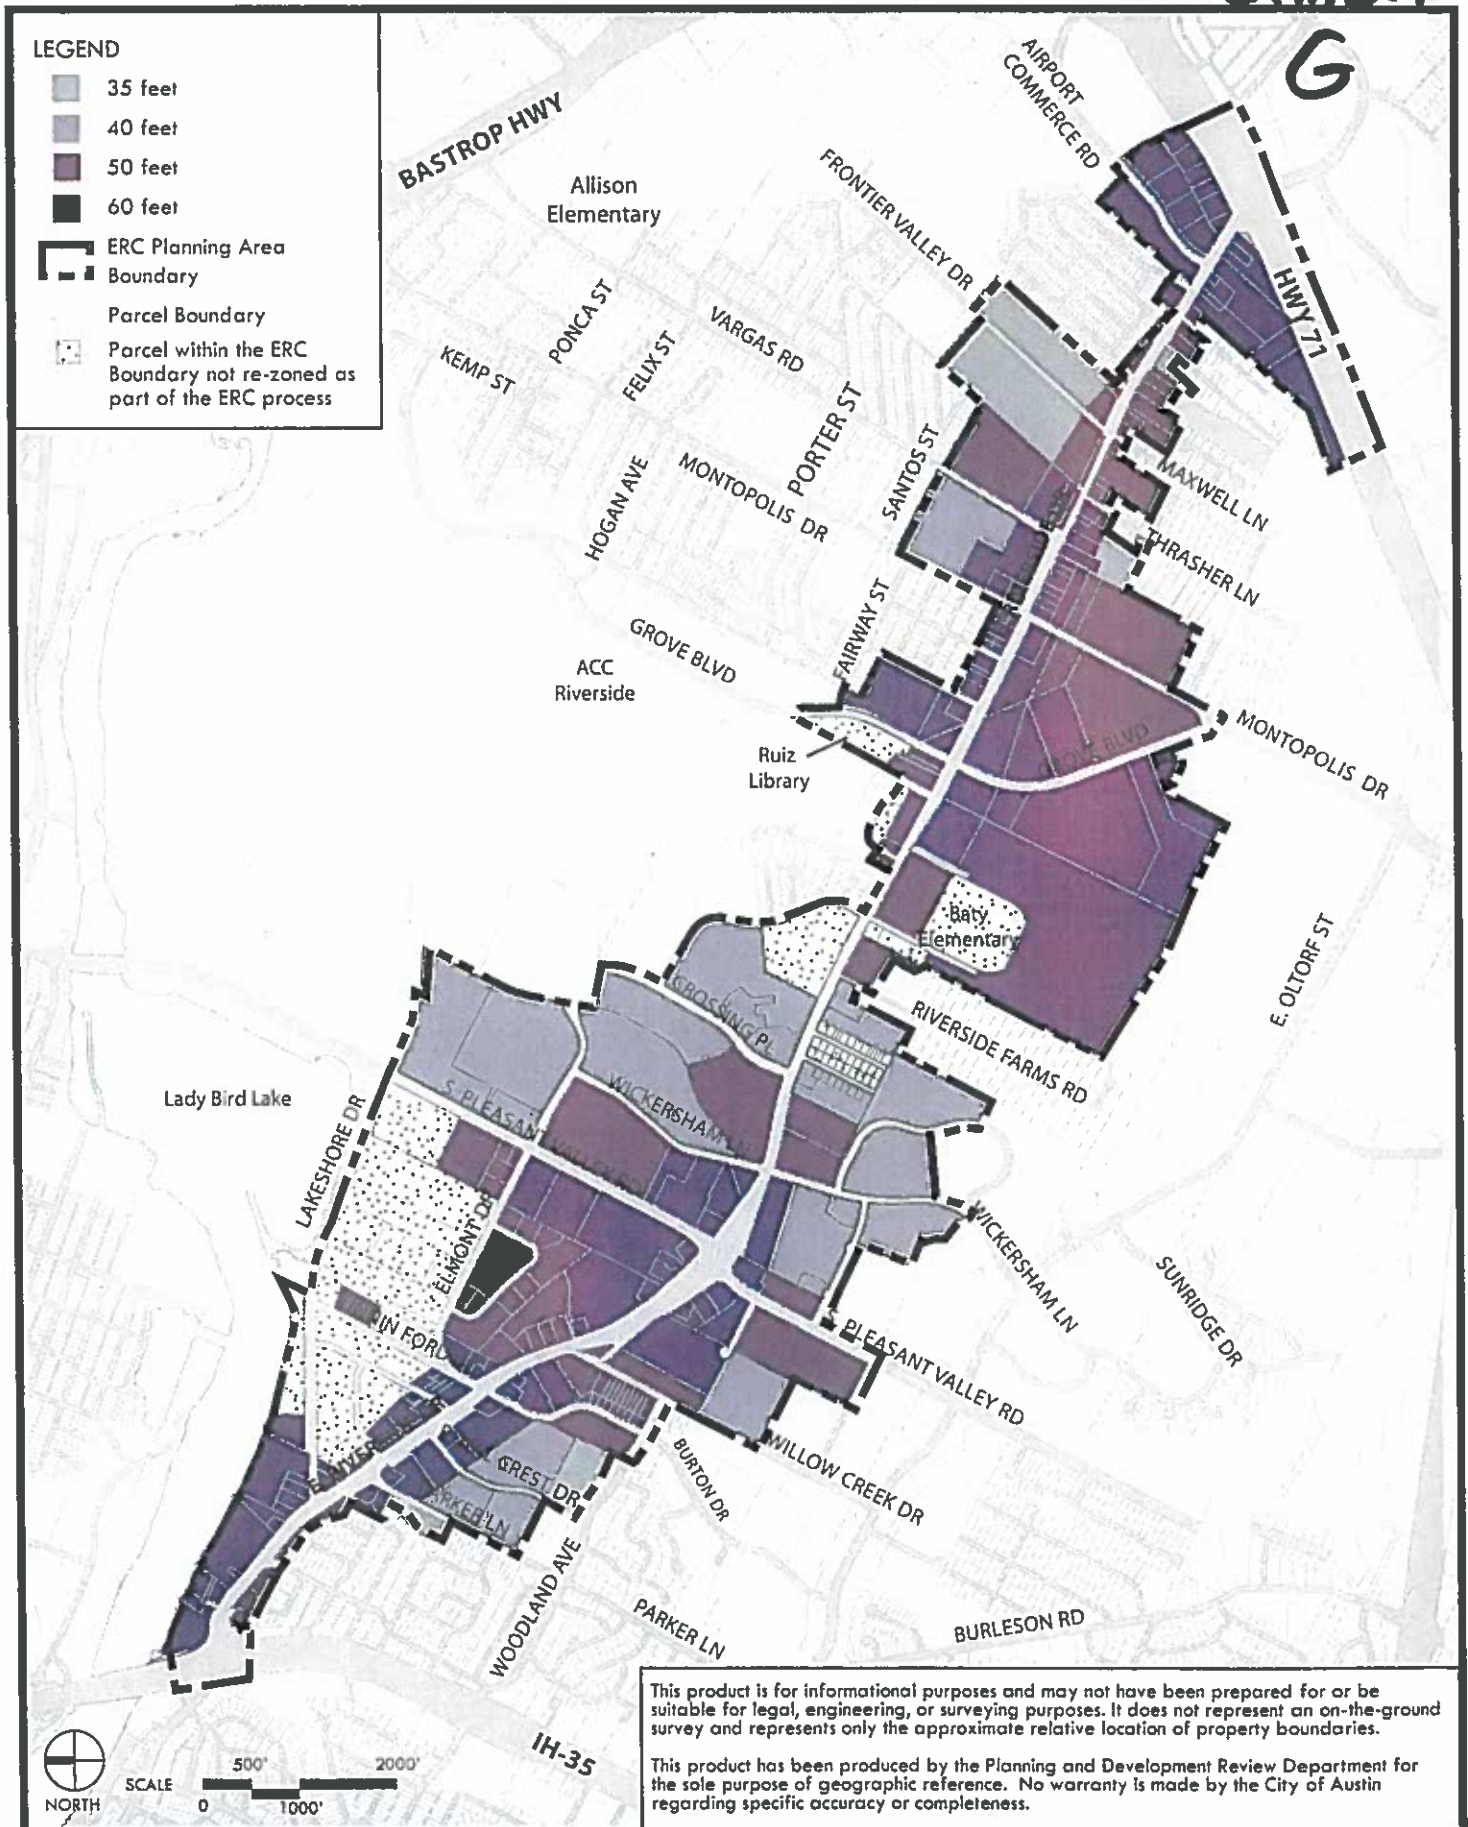 G
LEGEND
35 feet
40 feet
50 feet
60 feet
ERC Planning Area
Boundary
Parcel Boundary
Parcel within the ERC
Boundary not re-zoned as
part of the ERC process
BASTROP HWY
AIRPORT
COMMERCE RD
Allison
Elementary
FRONTIER VALLEY DR
HWY 71
PONCA ST
VARGAS RD
KEMP ST
FELIX ST
PORTER ST
SANTOS ST
MAXWELL LN
HOGAN AVE
MONTOPOLIS DR
THRASHER LN
FAIRWAY ST
GROVE BLVD
ACC
Riverside
GROVE BLVD
MONTOPOLIS DR
Ruiz
Library
Baty
Elementary
E. OLTORF ST
CROSSING PL
RIVERSIDE FARMS RD
Lady Bird Lake
LAKESHORE DR
S. PLEASANT VALLEY RD
WICKERSHAM LN
ELMONT DR
WICKERSHAM LN
SUNRIDGE DR
IN FORD
PLEASANT VALLEY RD
CREST DR
ARKER LN
BURTON DR
WILLOW CREEK DR
WOODLAND AVE
PARKER LN
BURLESON RD
IH-35
NORTH
SCALE
500'
2000'
0
1000'
This product is for informational purposes and may not have been prepared for or be
suitable for legal, engineering, or surveying purposes. It does not represent an on-the-ground
survey and represents only the approximate relative location of property boundaries.
This product has been produced by the Planning and Development Review Department for
the sole purpose of geographic reference. No warranty is made by the City of Austin
regarding specific accuracy or completeness.